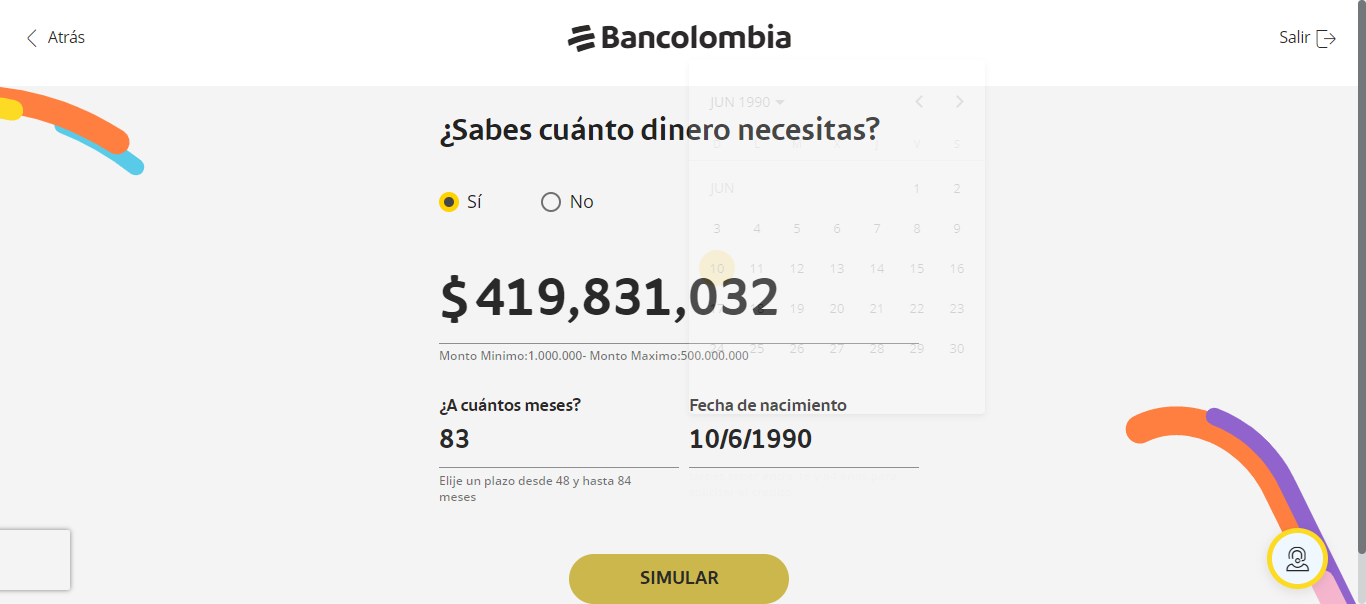 Atrás
Bancolombia
Salir
JUN 1990
¿Sabes cuánto dinero necesitas?
D L M X J V S
JUN 1 2
Sí
No
3 4 5 6 7 8 9
10 11 12 13 14 15 16
$ 419,831,032
17 18 19 20 21 22 23
24 25 26 27 28 29 30
Monto Minimo:1.000.000- Monto Maximo:500.000.000
¿A cuántos meses?
Fecha de nacimiento
83
10/6/1990
Elije un plazo desde 48 y hasta 84
meses
SIMULAR